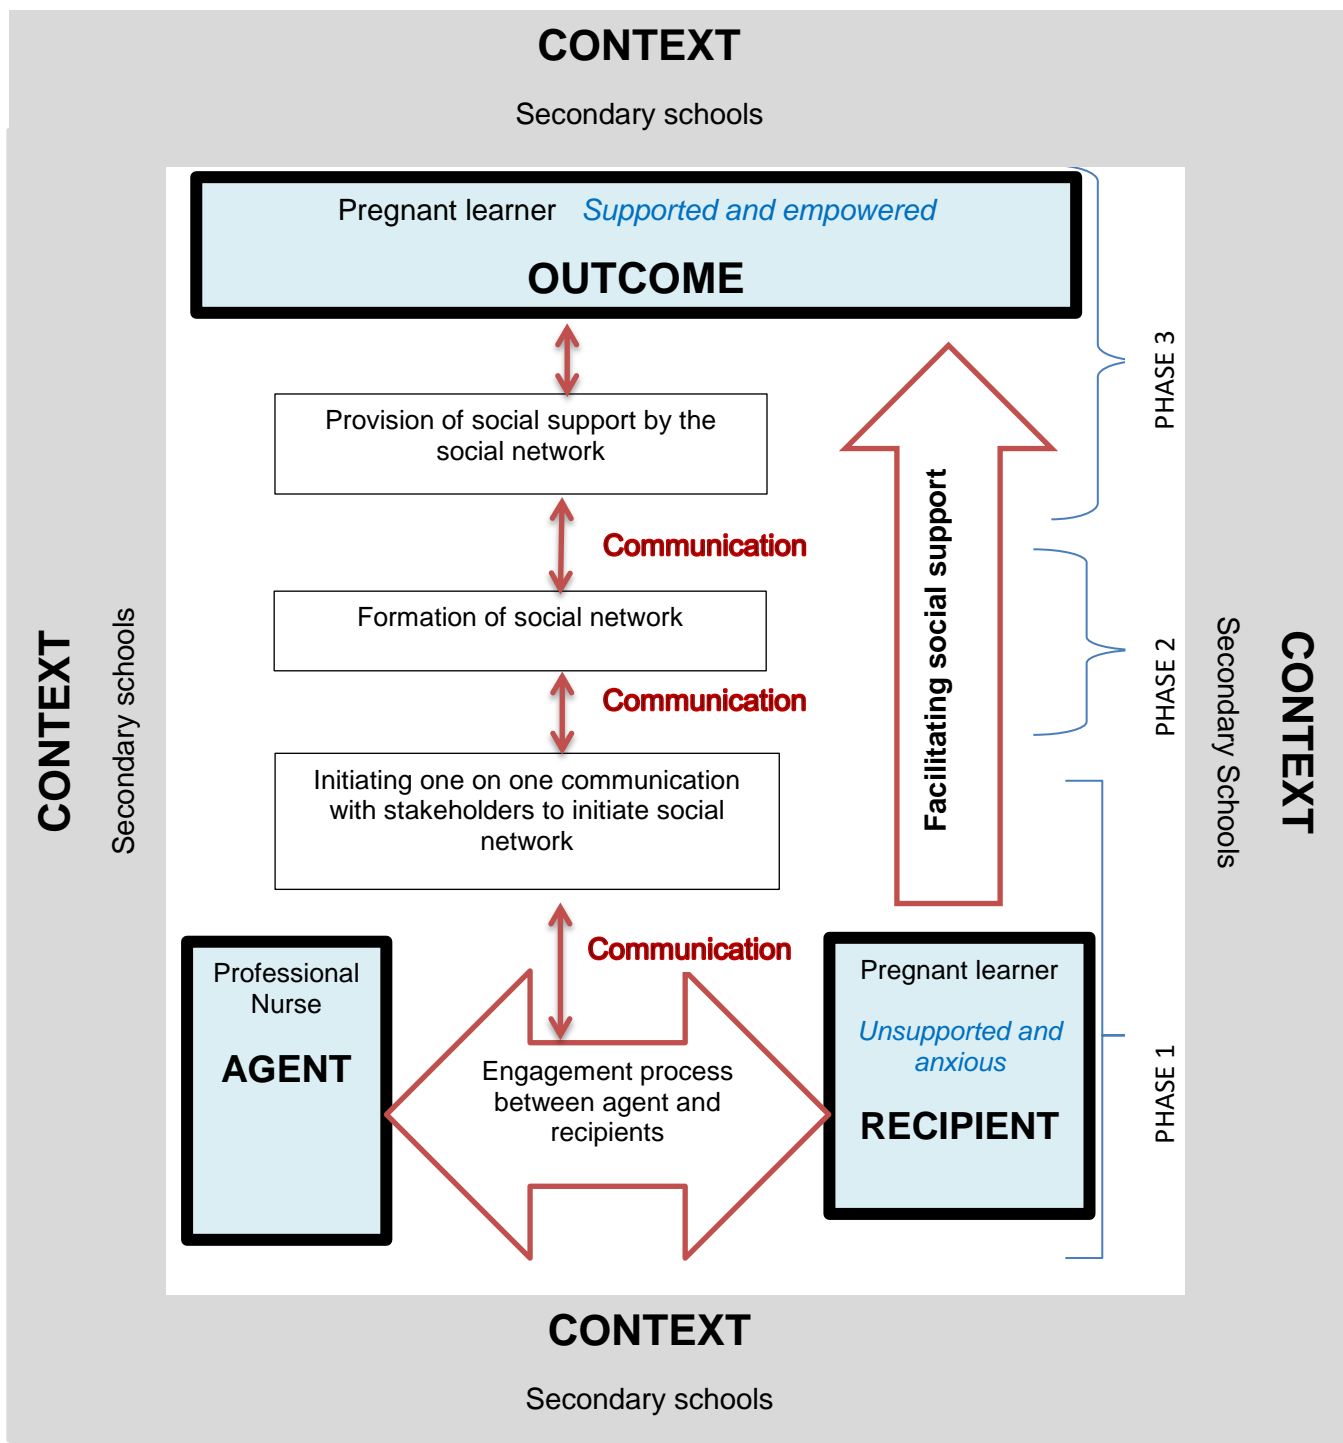 CONTEXT
Secondary schools
Pregnant learner Supported and empowered
OUTCOME
PHASE 3
Provision of social support by the
social network
Communication
Formation of social network
Communication
PHASE 2
Facilitating social support
Initiating one on one communication
with stakeholders to initiate social
network
Communication
Professional
Nurse
AGENT
Engagement process
between agent and
recipients
Pregnant learner
Unsupported and
anxious
RECIPIENT
PHASE 1
CONTEXT
Secondary schools
Secondary Schools
CONTEXT
CONTEXT
Secondary schools